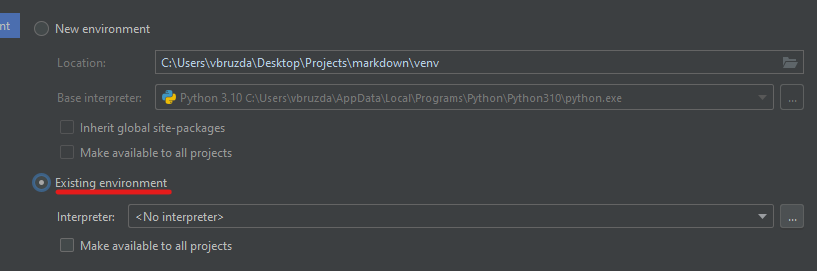 nt
New environment
Location: C:\Users\vbruzda\Desktop\Projects\markdown\venv
Base interpreter: Python 3.10 C:\Users\vbruzda\AppData\Local\Programs\Python\Python310\python.exe ...
Inherit global site-packages
Make available to all projects
Existing environment
Interpreter: <No interpreter> ...
Make available to all projects